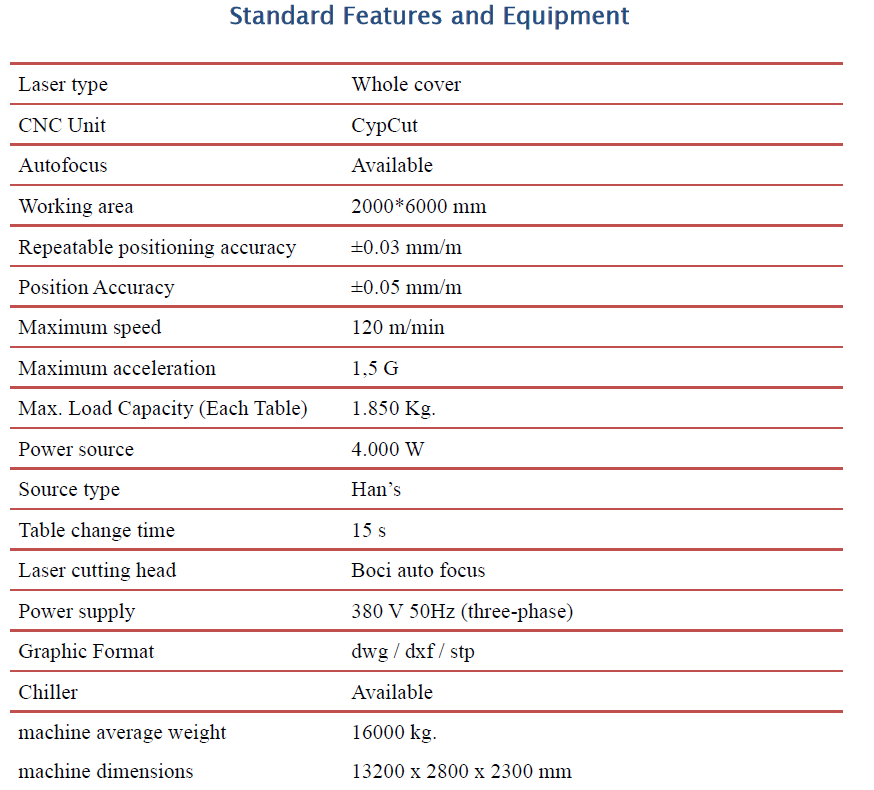 Standard Features and Equipment
Laser type Whole cover
CNC Unit CypCut
Autofocus Available
Working area 2000*6000 mm
Repeatable positioning accuracy ±0.03 mm/m
Position Accuracy ±0.05 mm/m
Maximum speed 120 m/min
Maximum acceleration 1,5 G
Max. Load Capacity (Each Table) 1.850 Kg.
Power source 4.000 W
Source type Han’s
Table change time 15 s
Laser cutting head Boci auto focus
Power supply 380 V 50Hz (three-phase)
Graphic Format dwg / dxf / stp
Chiller Available
machine average weight 16000 kg.
machine dimensions 13200 x 2800 x 2300 mm